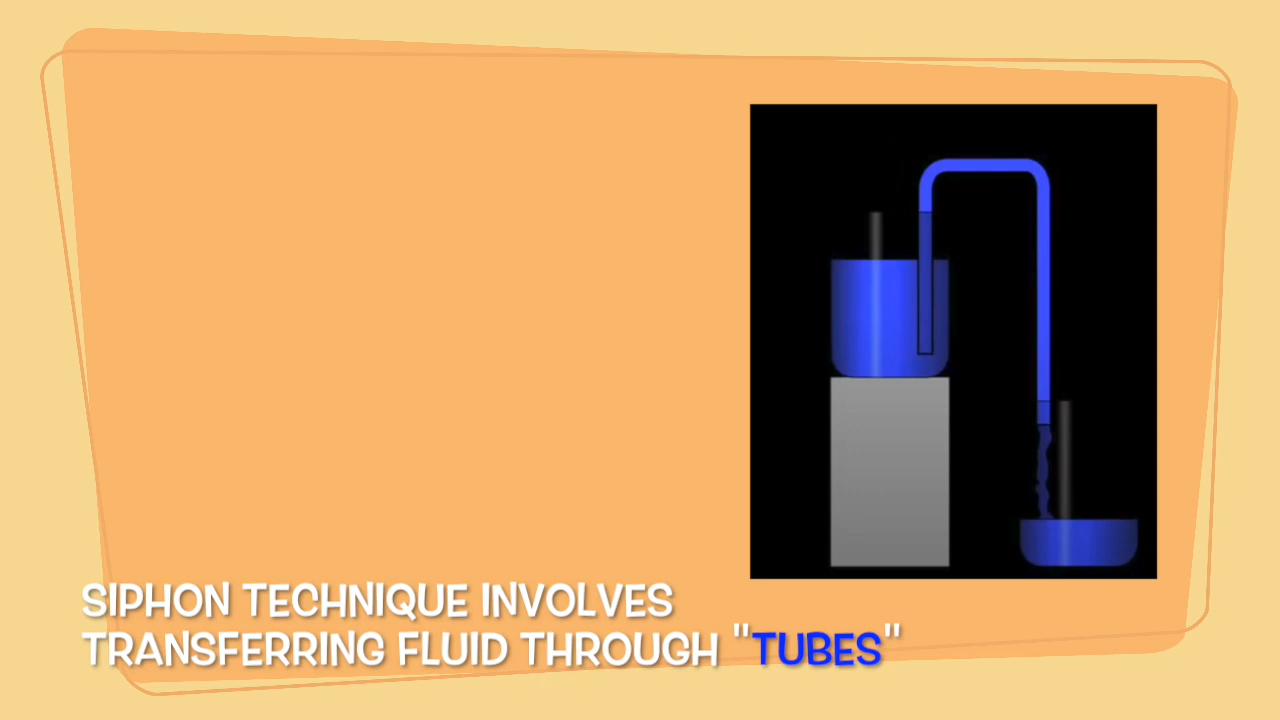 SIPHON TECHNIQUE INVOLVES
TRANSFERRING FLUID THROUGH "TUBES"